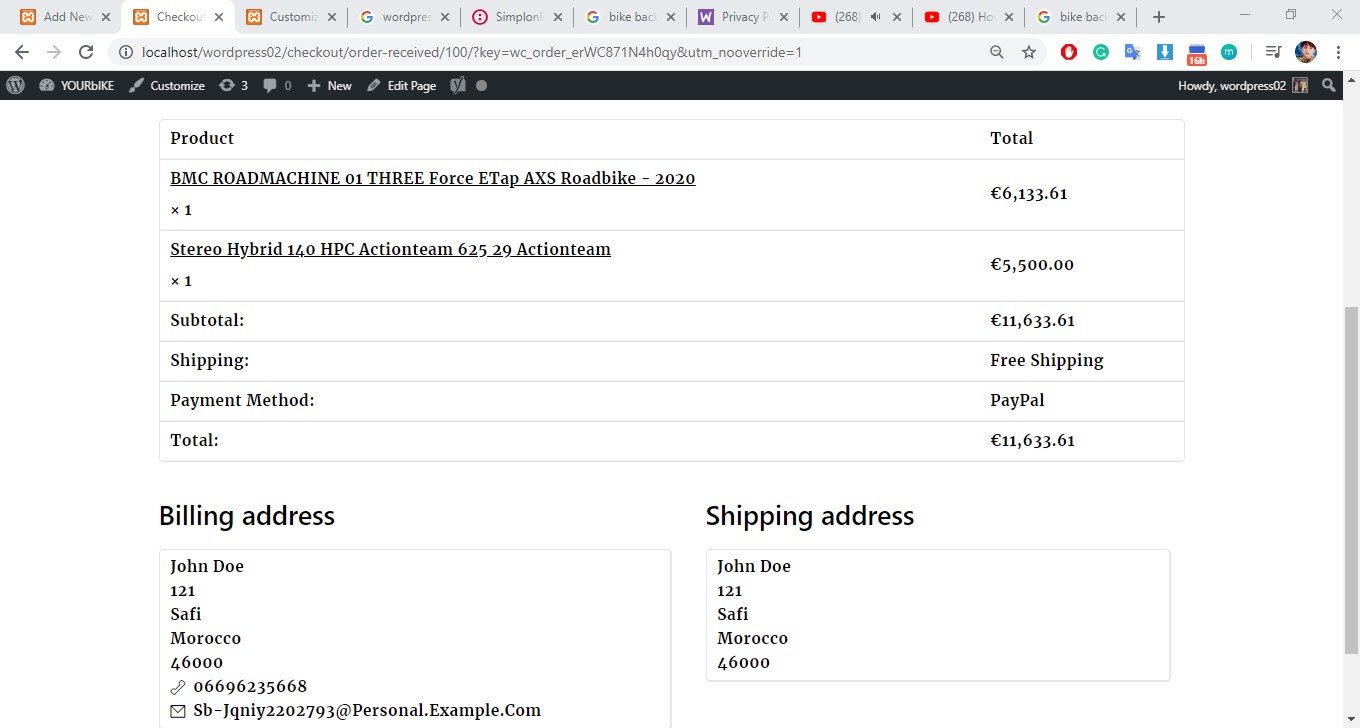 Add New
Checkout
Customiz
wordpres
Simplonli
bike back
Privacy P
(268)
(268) Ho
bike back
localhost/wordpress02/checkout/order-received/100/?key=wc_order_erWC871N4h0qy&utm_nooverride=1
16h
m
YOURbIKE
Customize
3
0
New
Edit Page
Howdy, wordpress02
Product Total
BMC ROADMACHINE 01 THREE Force ETap AXS Roadbike - 2020
× 1
€6,133.61
Stereo Hybrid 140 HPC Actionteam 625 29 Actionteam
× 1
€5,500.00
Subtotal: €11,633.61
Shipping: Free Shipping
Payment Method: PayPal
Total: €11,633.61
Billing address
John Doe
121
Safi
Morocco
46000
06696235668
Sb-Jqniy2202793@Personal.Example.Com
Shipping address
John Doe
121
Safi
Morocco
46000